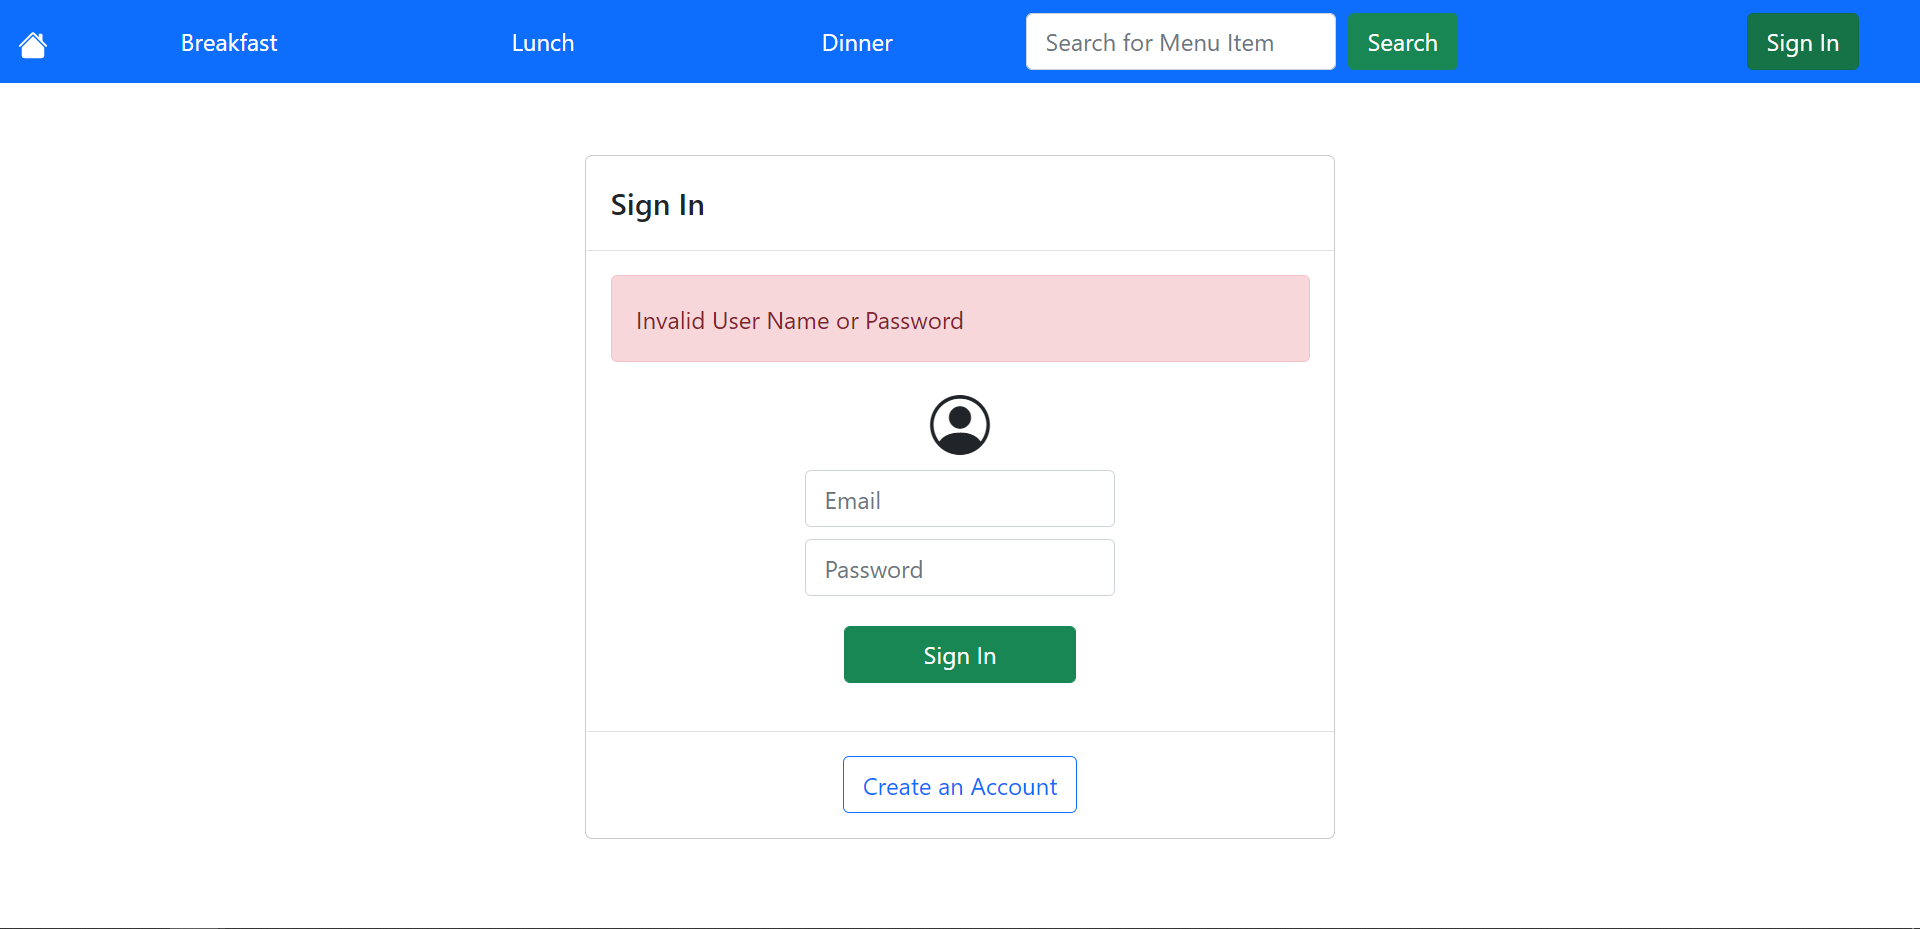 Breakfast Lunch Dinner Search for Menu Item Search Sign In
Sign In
Invalid User Name or Password
Email
Password
Sign In
Create an Account